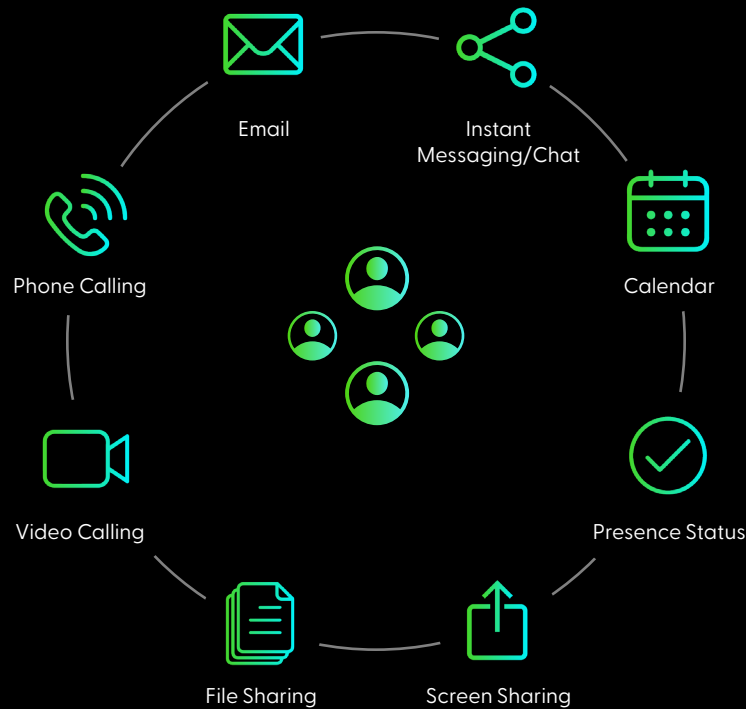 Email
Instant
Messaging/Chat
Phone Calling
Calendar
Video Calling
Presence Status
File Sharing
Screen Sharing